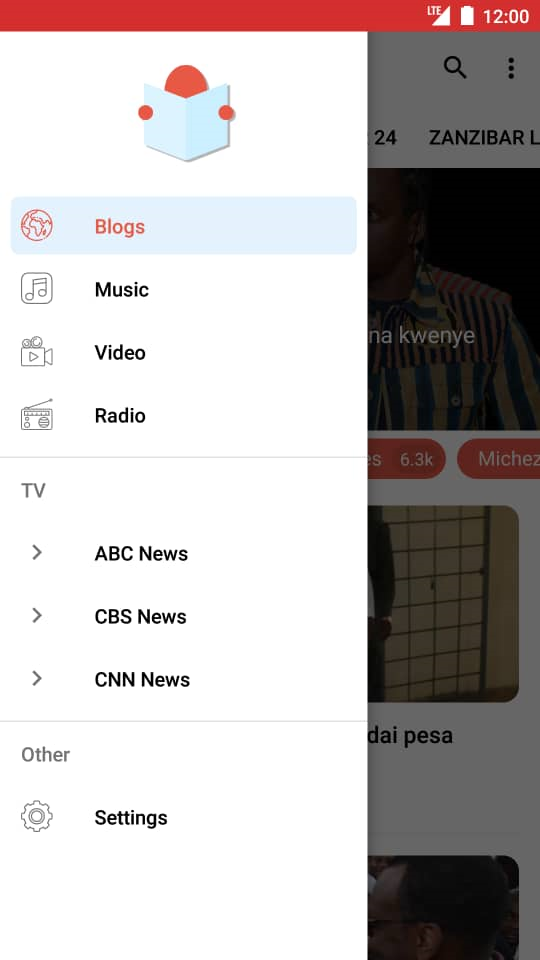 LTE 12:00
24 ZANZIBAR L
Blogs
Music
na kwenye
Video
Radio
es 6.3k Michez
TV
ABC News
CBS News
CNN News
dai pesa
Other
Settings